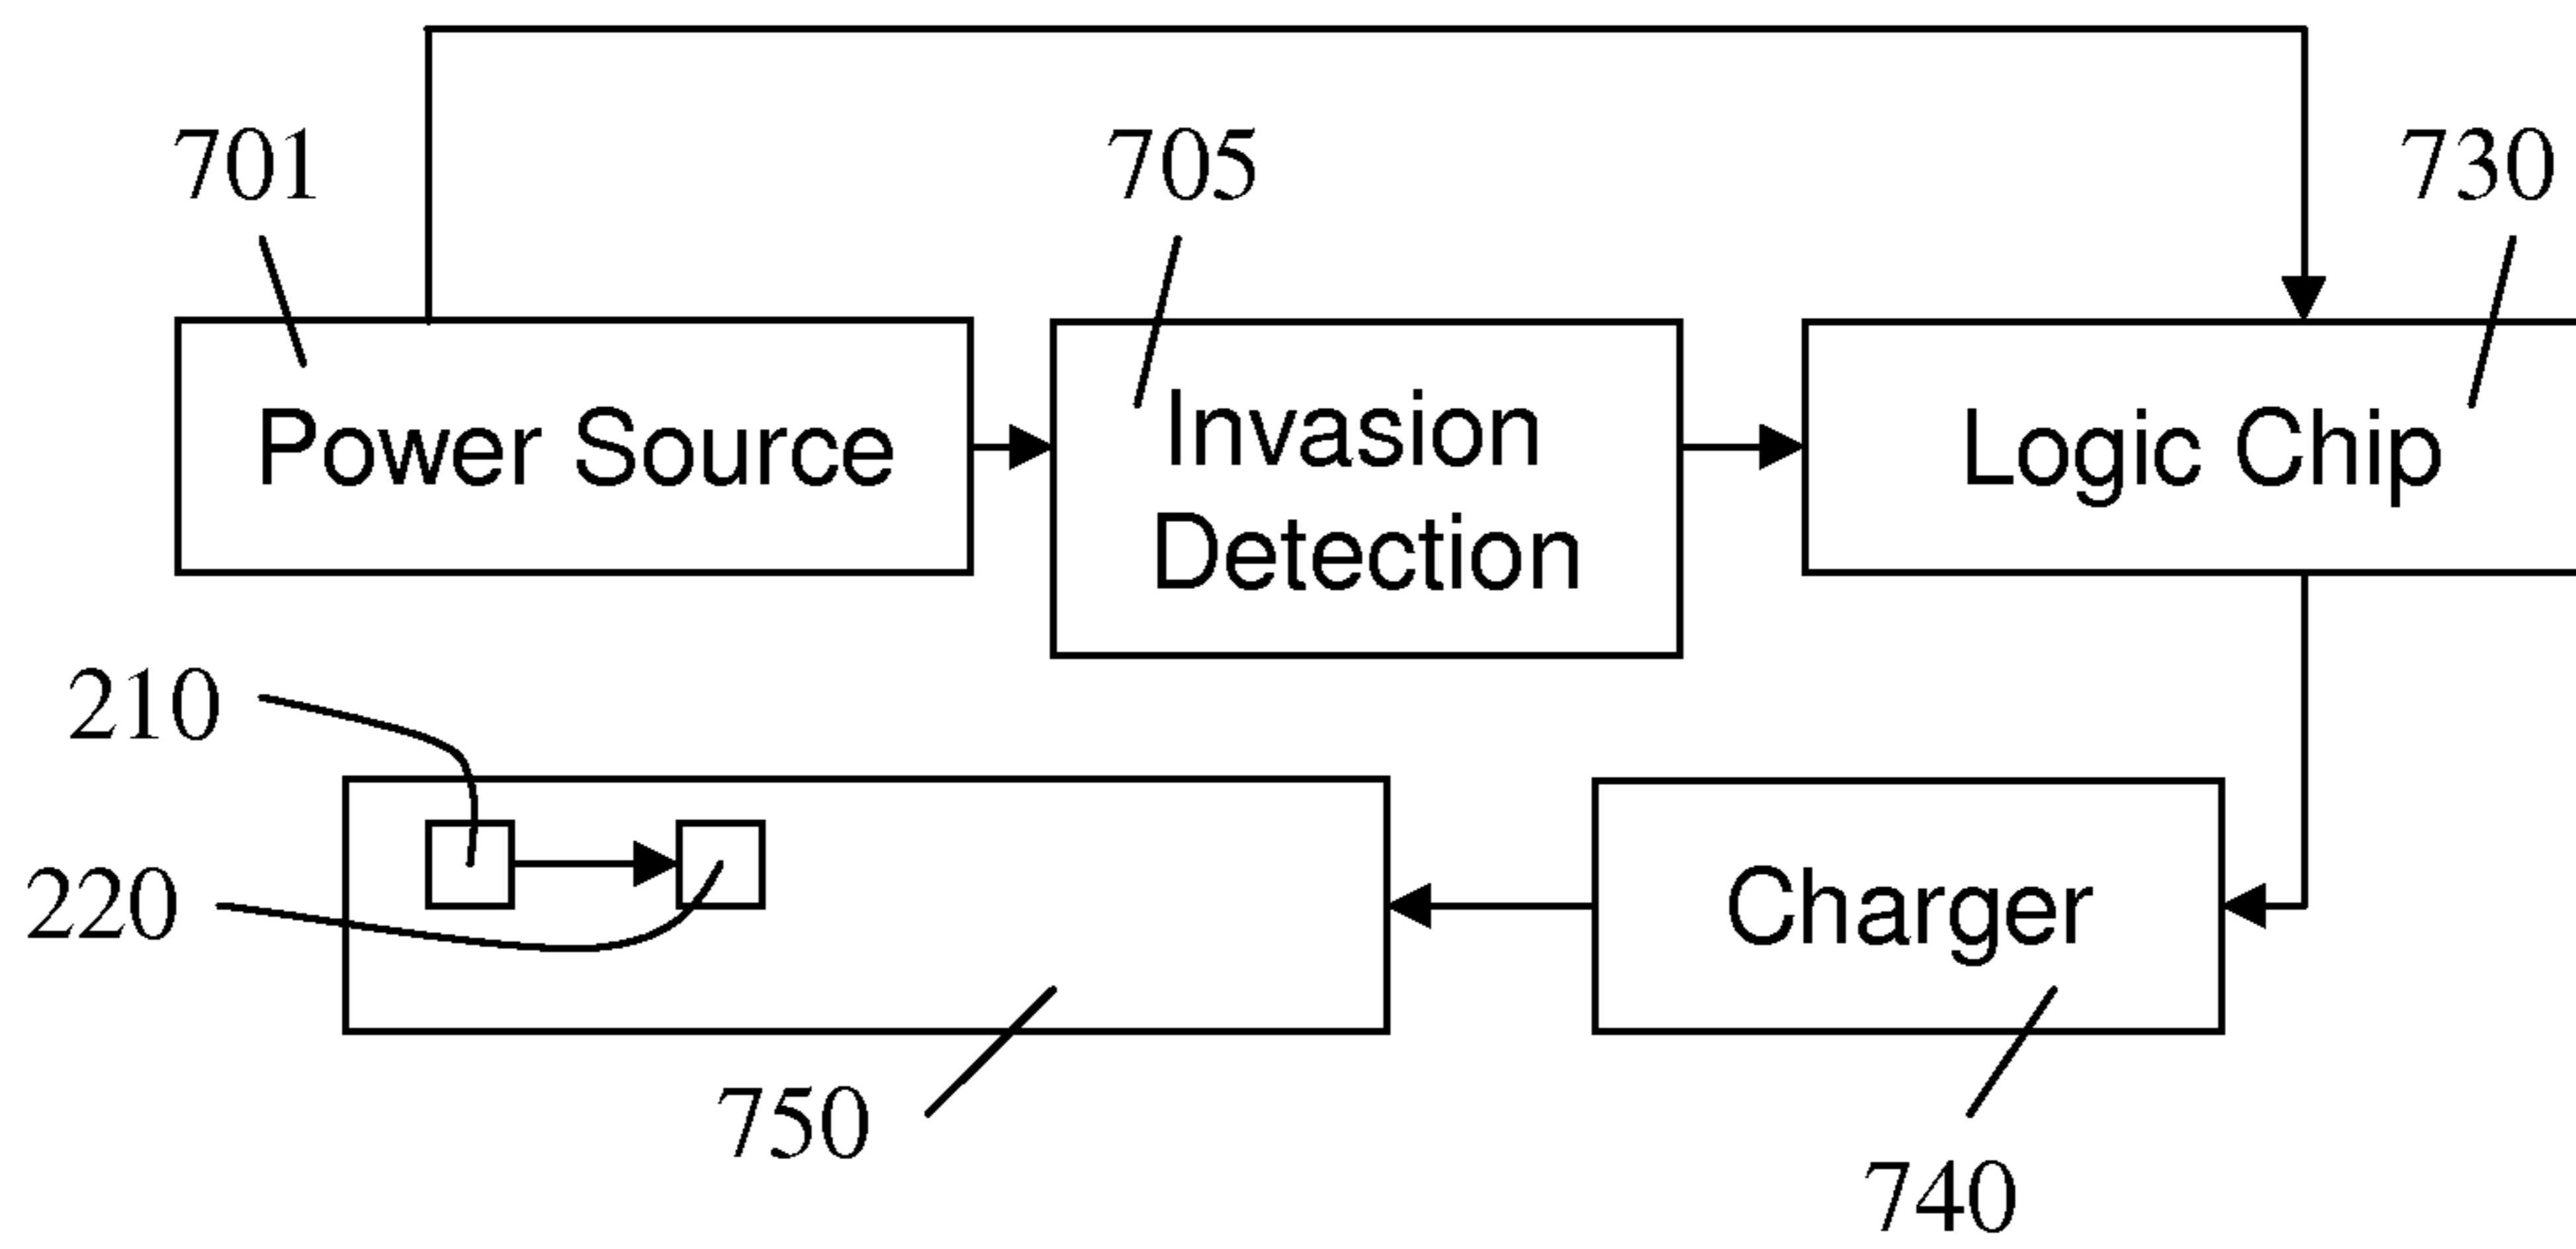 701
705
730
Power Source
Invasion
Detection
Logic Chip
210
220
Charger
750
740